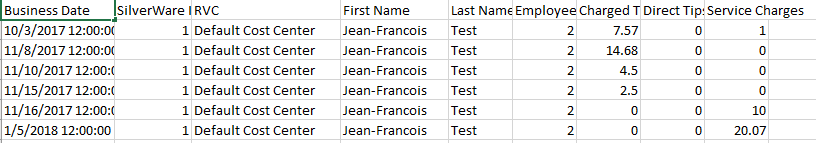 Business Date SilverWare I RVC First Name Last Name Employee Charged T Direct Tips Service Charges
10/3/2017 12:00:00 1 Default Cost Center Jean-Francois Test 2 7.57 0 1
11/8/2017 12:00:00 1 Default Cost Center Jean-Francois Test 2 14.68 0 0
11/10/2017 12:00:0 1 Default Cost Center Jean-Francois Test 2 4.5 0 0
11/15/2017 12:00:0 1 Default Cost Center Jean-Francois Test 2 2.5 0 0
11/16/2017 12:00:0 1 Default Cost Center Jean-Francois Test 2 0 0 10
1/5/2018 12:00:00 1 Default Cost Center Jean-Francois Test 2 0 0 20.07